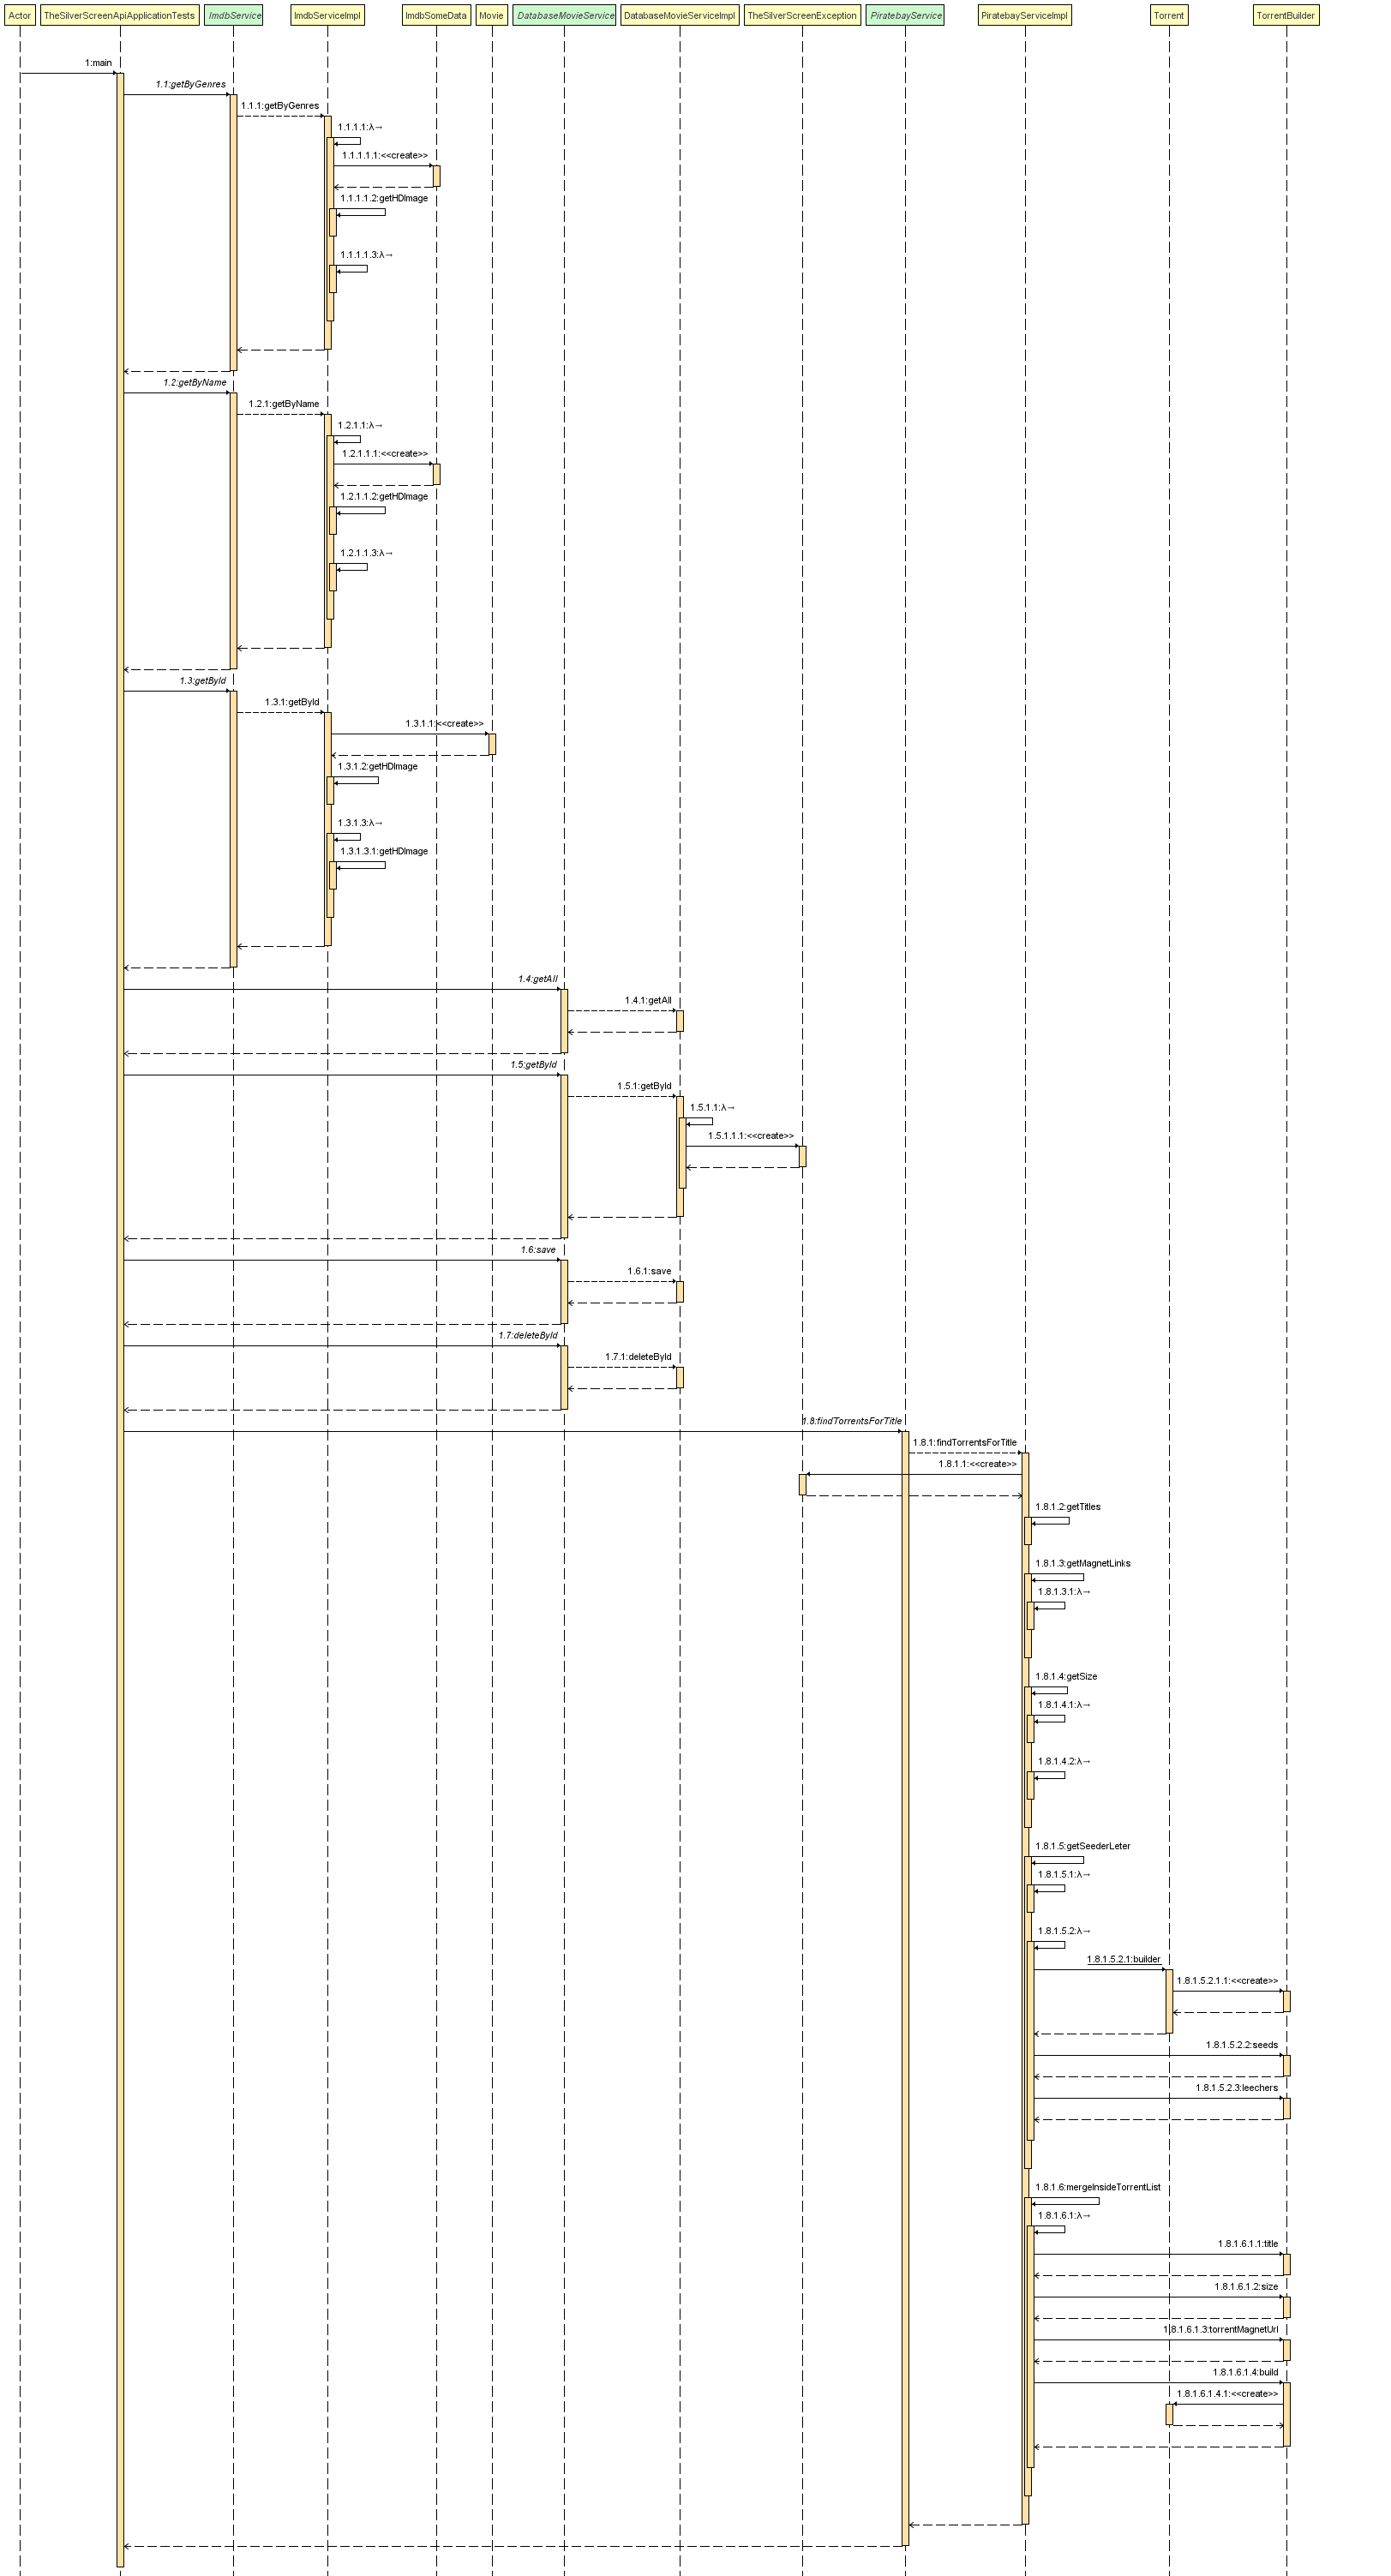 Actor
TheSilverScreenApiApplicationTests
ImdbService
ImdbServiceImpl
ImdbSomeData
Movie
DatabaseMovieService
DatabaseMovieServiceImpl
TheSilverScreenException
PiratebayService
PiratebayServiceImpl
Torrent
TorrentBuilder
1:main
1.1:getByGenres
1.1.1:getByGenres
1.1.1.1:λ→
1.1.1.1.1:<<create>>
1.1.1.1.2:getHDImage
1.1.1.1.3:λ→
1.2:getByName
1.2.1:getByName
1.2.1.1:λ→
1.2.1.1.1:<<create>>
1.2.1.1.2:getHDImage
1.2.1.1.3:λ→
1.3:getById
1.3.1:getById
1.3.1.1:<<create>>
1.3.1.2:getHDImage
1.3.1.3:λ→
1.3.1.3.1:getHDImage
1.4:getAll
1.4.1:getAll
1.5:getById
1.5.1:getById
1.5.1.1:λ→
1.5.1.1.1:<<create>>
1.6:save
1.6.1:save
1.7:deleteById
1.7.1:deleteById
1.8:findTorrentsForTitle
1.8.1:findTorrentsForTitle
1.8.1.1:<<create>>
1.8.1.2:getTitles
1.8.1.3:getMagnetLinks
1.8.1.3.1:λ→
1.8.1.4:getSize
1.8.1.4.1:λ→
1.8.1.4.2:λ→
1.8.1.5:getSeederLeter
1.8.1.5.1:λ→
1.8.1.5.2:λ→
1.8.1.5.2.1:builder
1.8.1.5.2.1.1:<<create>>
1.8.1.5.2.2:seeds
1.8.1.5.2.3:leechers
1.8.1.6:mergeInsideTorrentList
1.8.1.6.1:λ→
1.8.1.6.1.1:title
1.8.1.6.1.2:size
1.8.1.6.1.3:torrentMagnetUrl
1.8.1.6.1.4:build
1.8.1.6.1.4.1:<<create>>